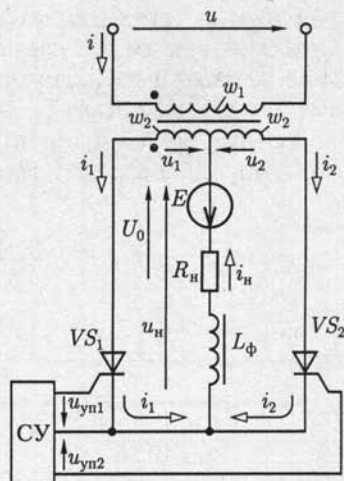 u
i
w₁
w₂ w₂
i₁ u₁ u₂ i₂
E
U₀
Rн iн
uн
VS₁ Lф VS₂
i₁ i₂
СУ uуп1
uуп2